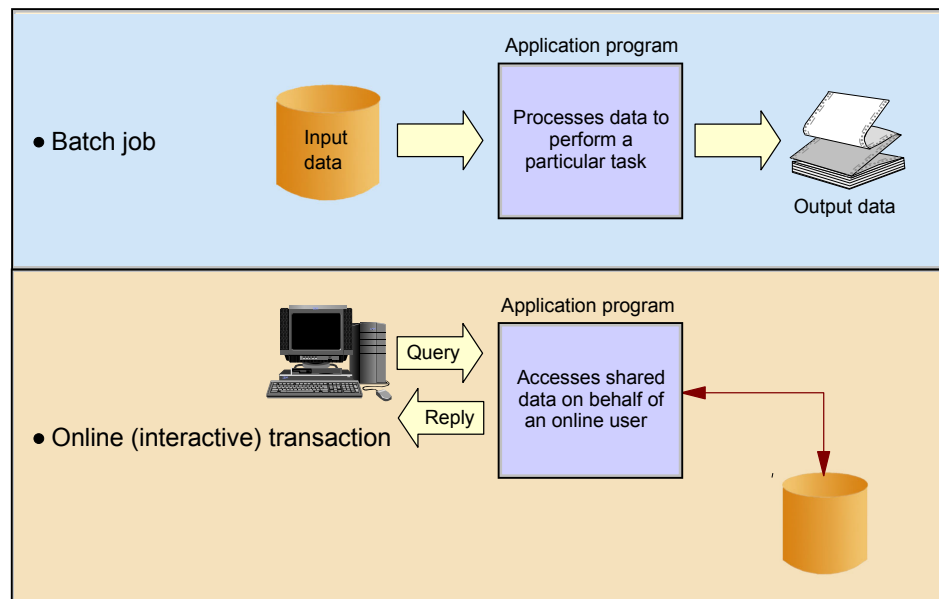 Application program
● Batch job
Input
data
Processes data to
perform a
particular task
Output data
Application program
Query
Reply
Accesses shared
data on behalf of
an online user
● Online (interactive) transaction